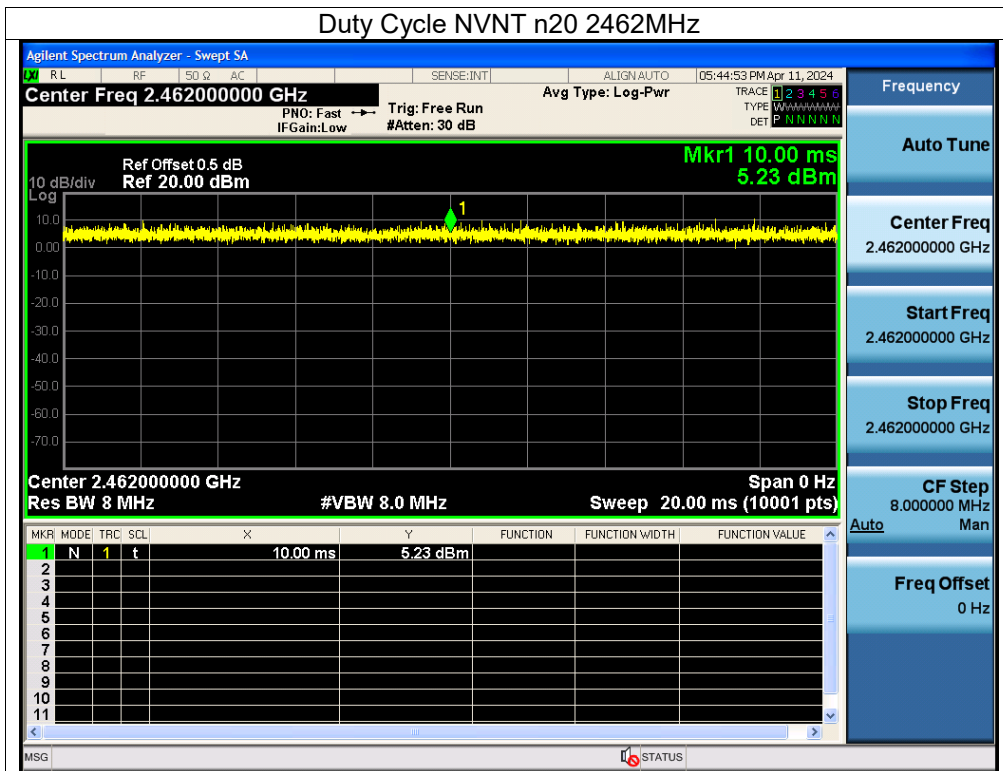 Duty Cycle NVNT n20 2462MHz
Agilent Spectrum Analyzer - Swept SA
LXI RL RF 50 Ω AC SENSE:INT ALIGN AUTO 05:44:53 PM Apr 11, 2024
Center Freq 2.462000000 GHz Avg Type: Log-Pwr TRACE 1 2 3 4 5 6
PNO: Fast Trig: Free Run TYPE WWWWWW
IFGain:Low #Atten: 30 dB DET P N N N N N
Frequency
Auto Tune
Mkr1 10.00 ms
5.23 dBm
Ref Offset 0.5 dB
10 dB/div Ref 20.00 dBm
Log
10.0
0.00
-10.0
-20.0
-30.0
-40.0
-50.0
-60.0
-70.0
1
Center 2.462000000 GHz Span 0 Hz
Res BW 8 MHz #VBW 8.0 MHz Sweep 20.00 ms (10001 pts)
Center Freq
2.462000000 GHz
Start Freq
2.462000000 GHz
Stop Freq
2.462000000 GHz
CF Step
8.000000 MHz
Auto Man
Freq Offset
0 Hz
MKR MODE TRC SCL X Y FUNCTION FUNCTION WIDTH FUNCTION VALUE
1 N 1 t 10.00 ms 5.23 dBm
2
3
4
5
6
7
8
9
10
11
MSG STATUS